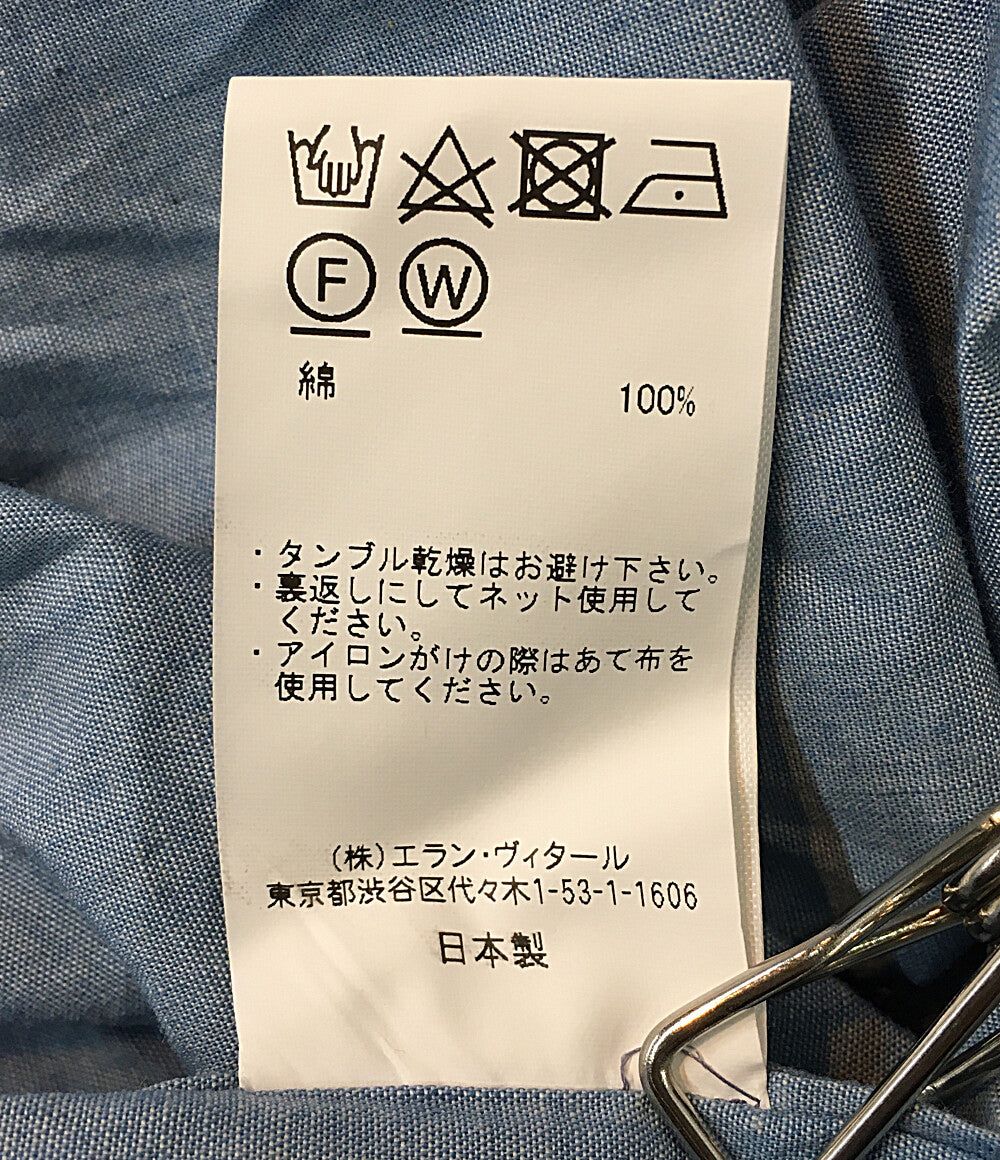 F W
綿 100%
・タンブル乾燥はお避け下さい。
・裏返しにしてネット使用して
ください。
・アイロンがけの際はあて布を
使用してください。
(株)エラン・ヴィタール
東京都渋谷区代々木1-53-1-1606
日本製